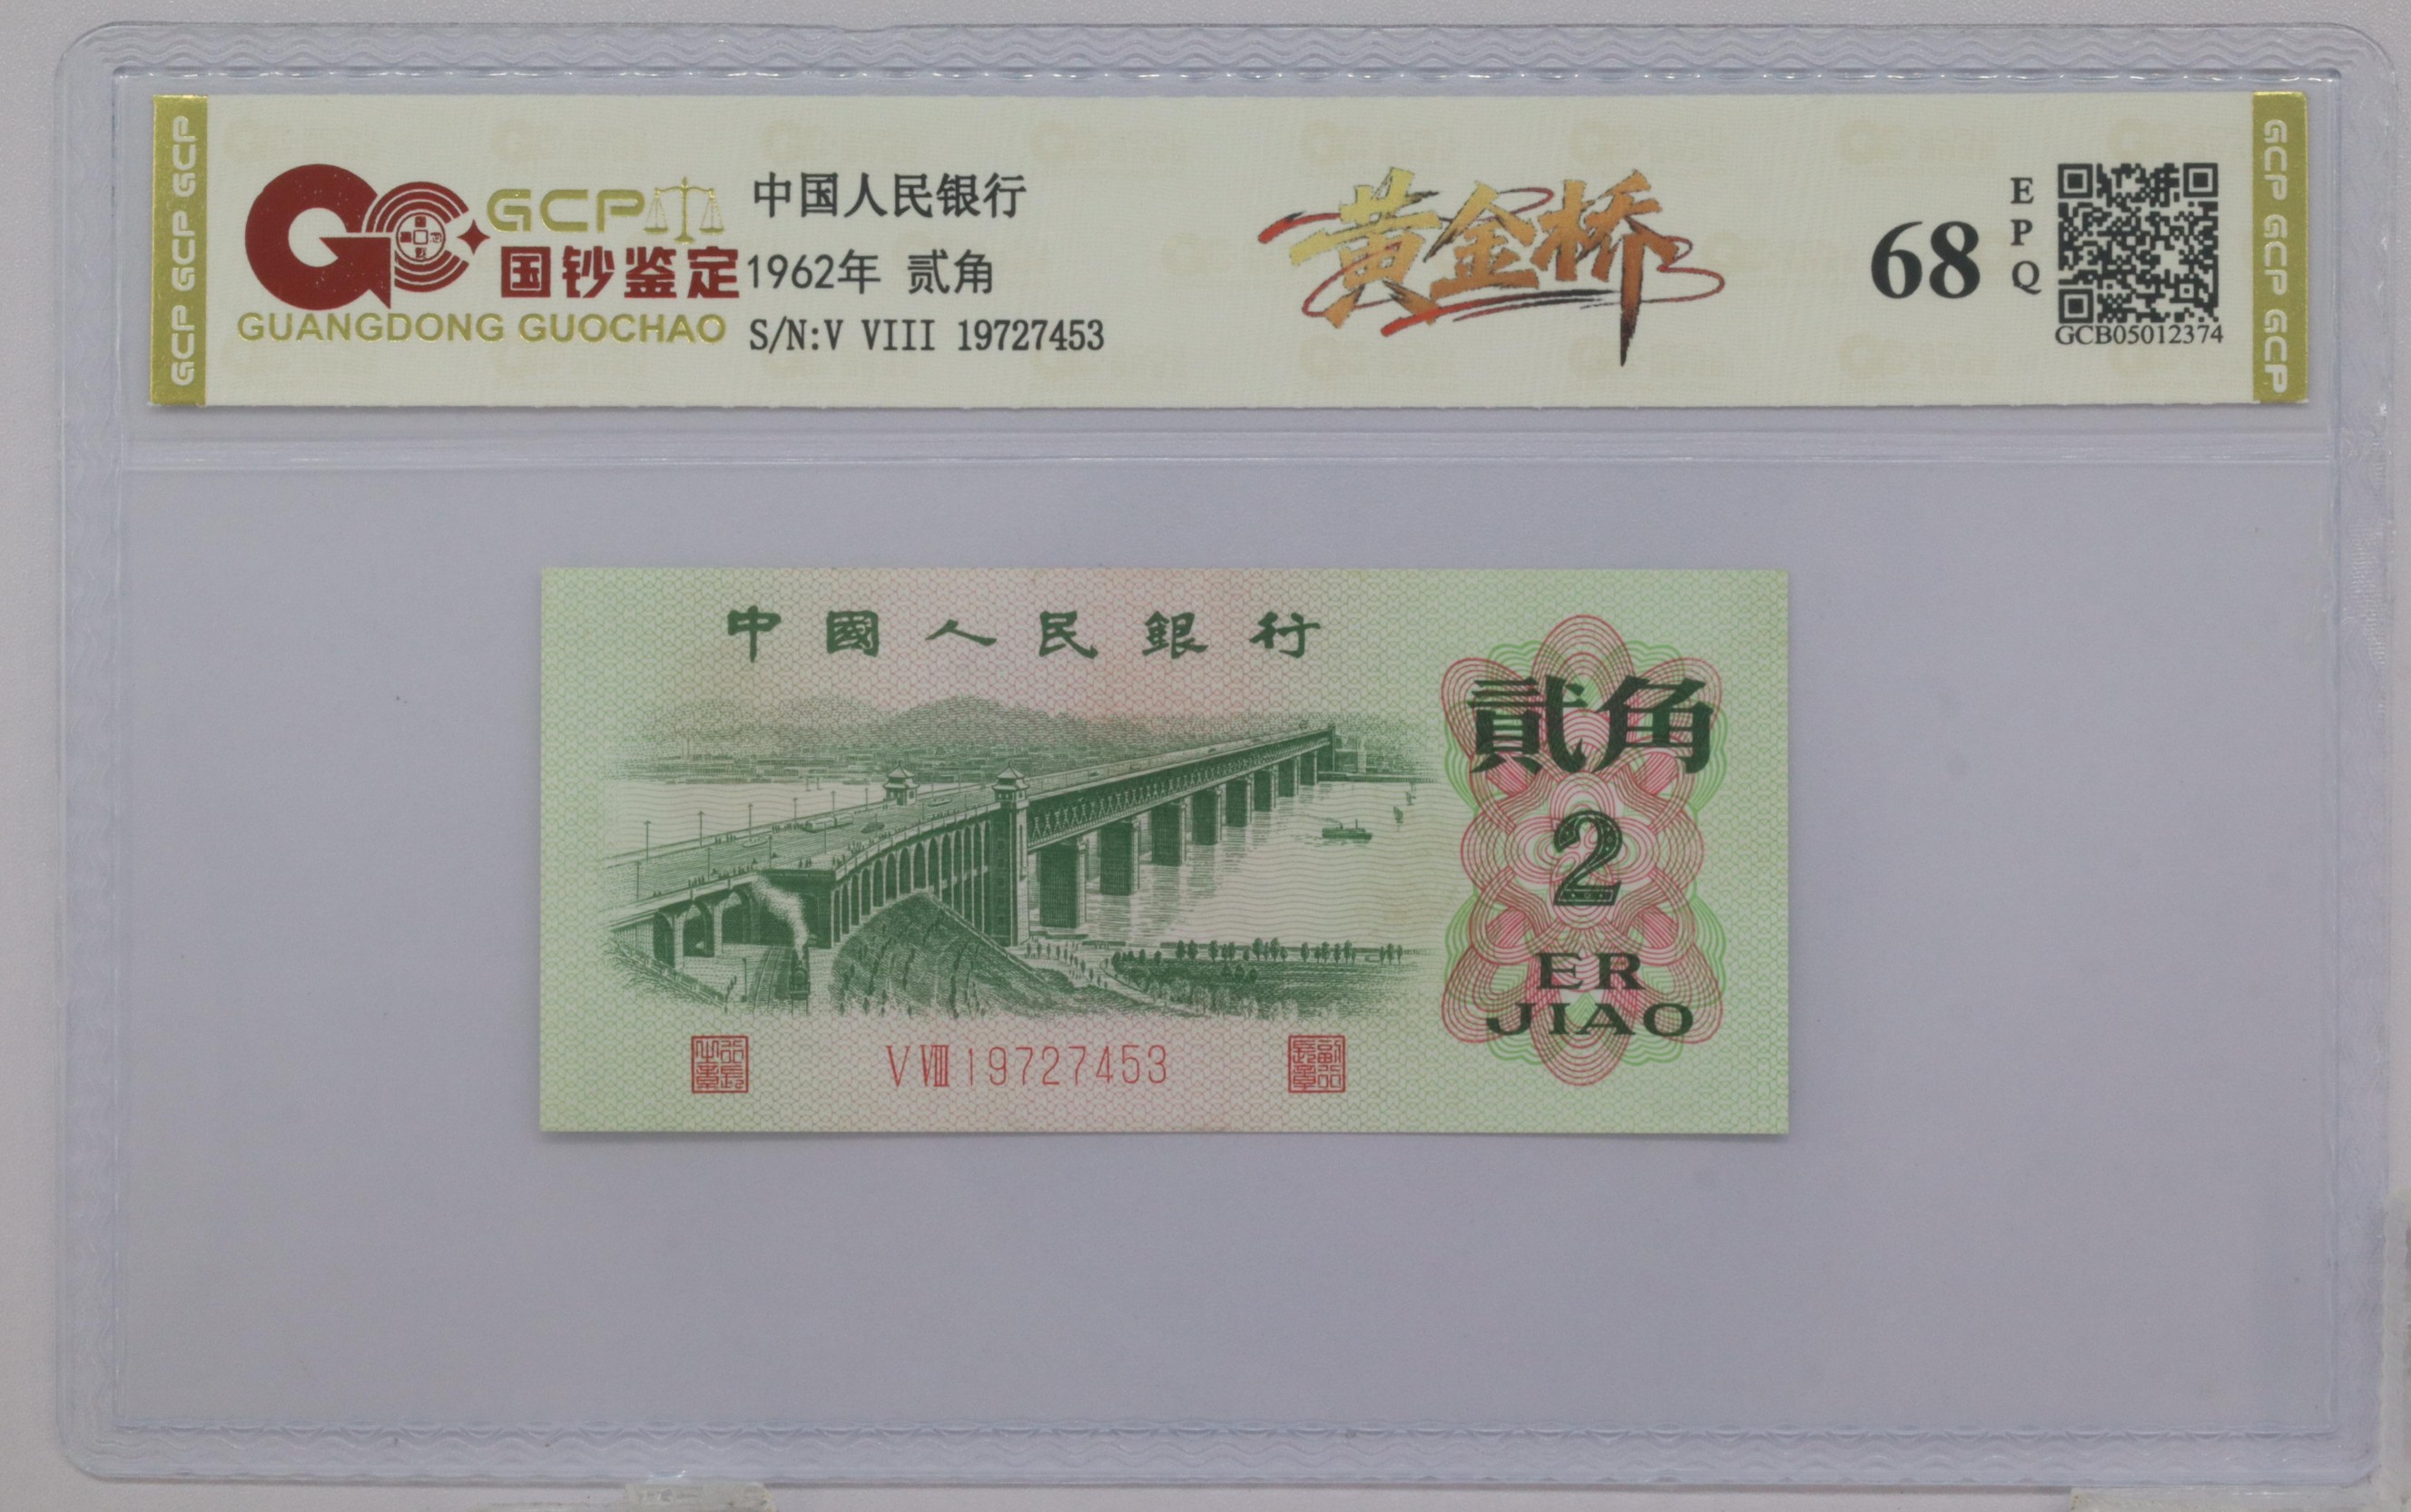 GCP GCP GCP
GCP
国钞鉴定
GUANGDONG GUOCHAO
中国人民银行
1962年 贰角
S/N:V VIII 19727453
黄金桥
68
EPQ
GCB05012374
GCP GCP GCP
中國人民銀行
貳角
2
ER
JIAO
V VIII 19727453